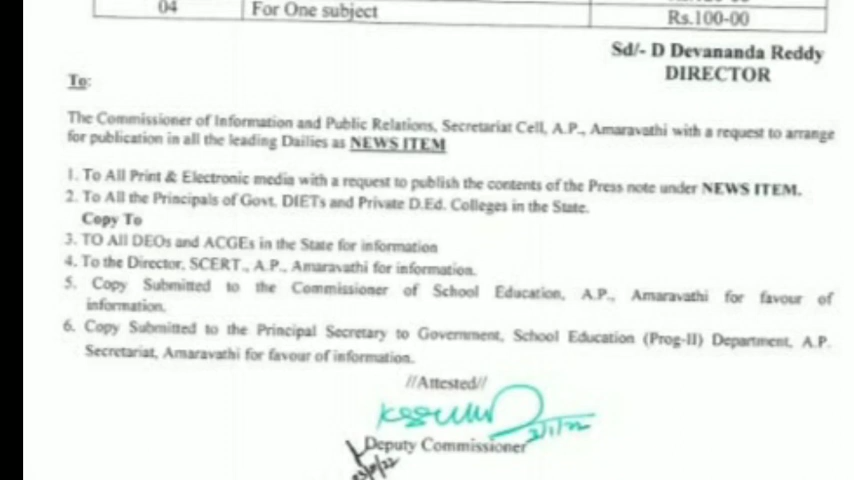 04 For One subject Rs.100-00
Sd/- D Devananda Reddy
DIRECTOR
To:
The Commissioner of Information and Public Relations, Secretariat Cell, A.P., Amaravathi with a request to arrange
for publication in all the leading Dailies as NEWS ITEM
1. To All Print & Electronic media with a request to publish the contents of the Press note under NEWS ITEM.
2. To All the Principals of Govt. DIETs and Private D.Ed. Colleges in the State.
Copy To
3. TO All DEOs and ACGEs in the State for information
4. To the Director, SCERT., A.P., Amaravathi for information.
5. Copy Submitted to the Commissioner of School Education, A.P., Amaravathi for favour of
information.
6. Copy Submitted to the Principal Secretary to Government, School Education (Prog-II) Department, A.P.
Secretariat, Amaravathi for favour of information.
//Attested//
Deputy Commissioner